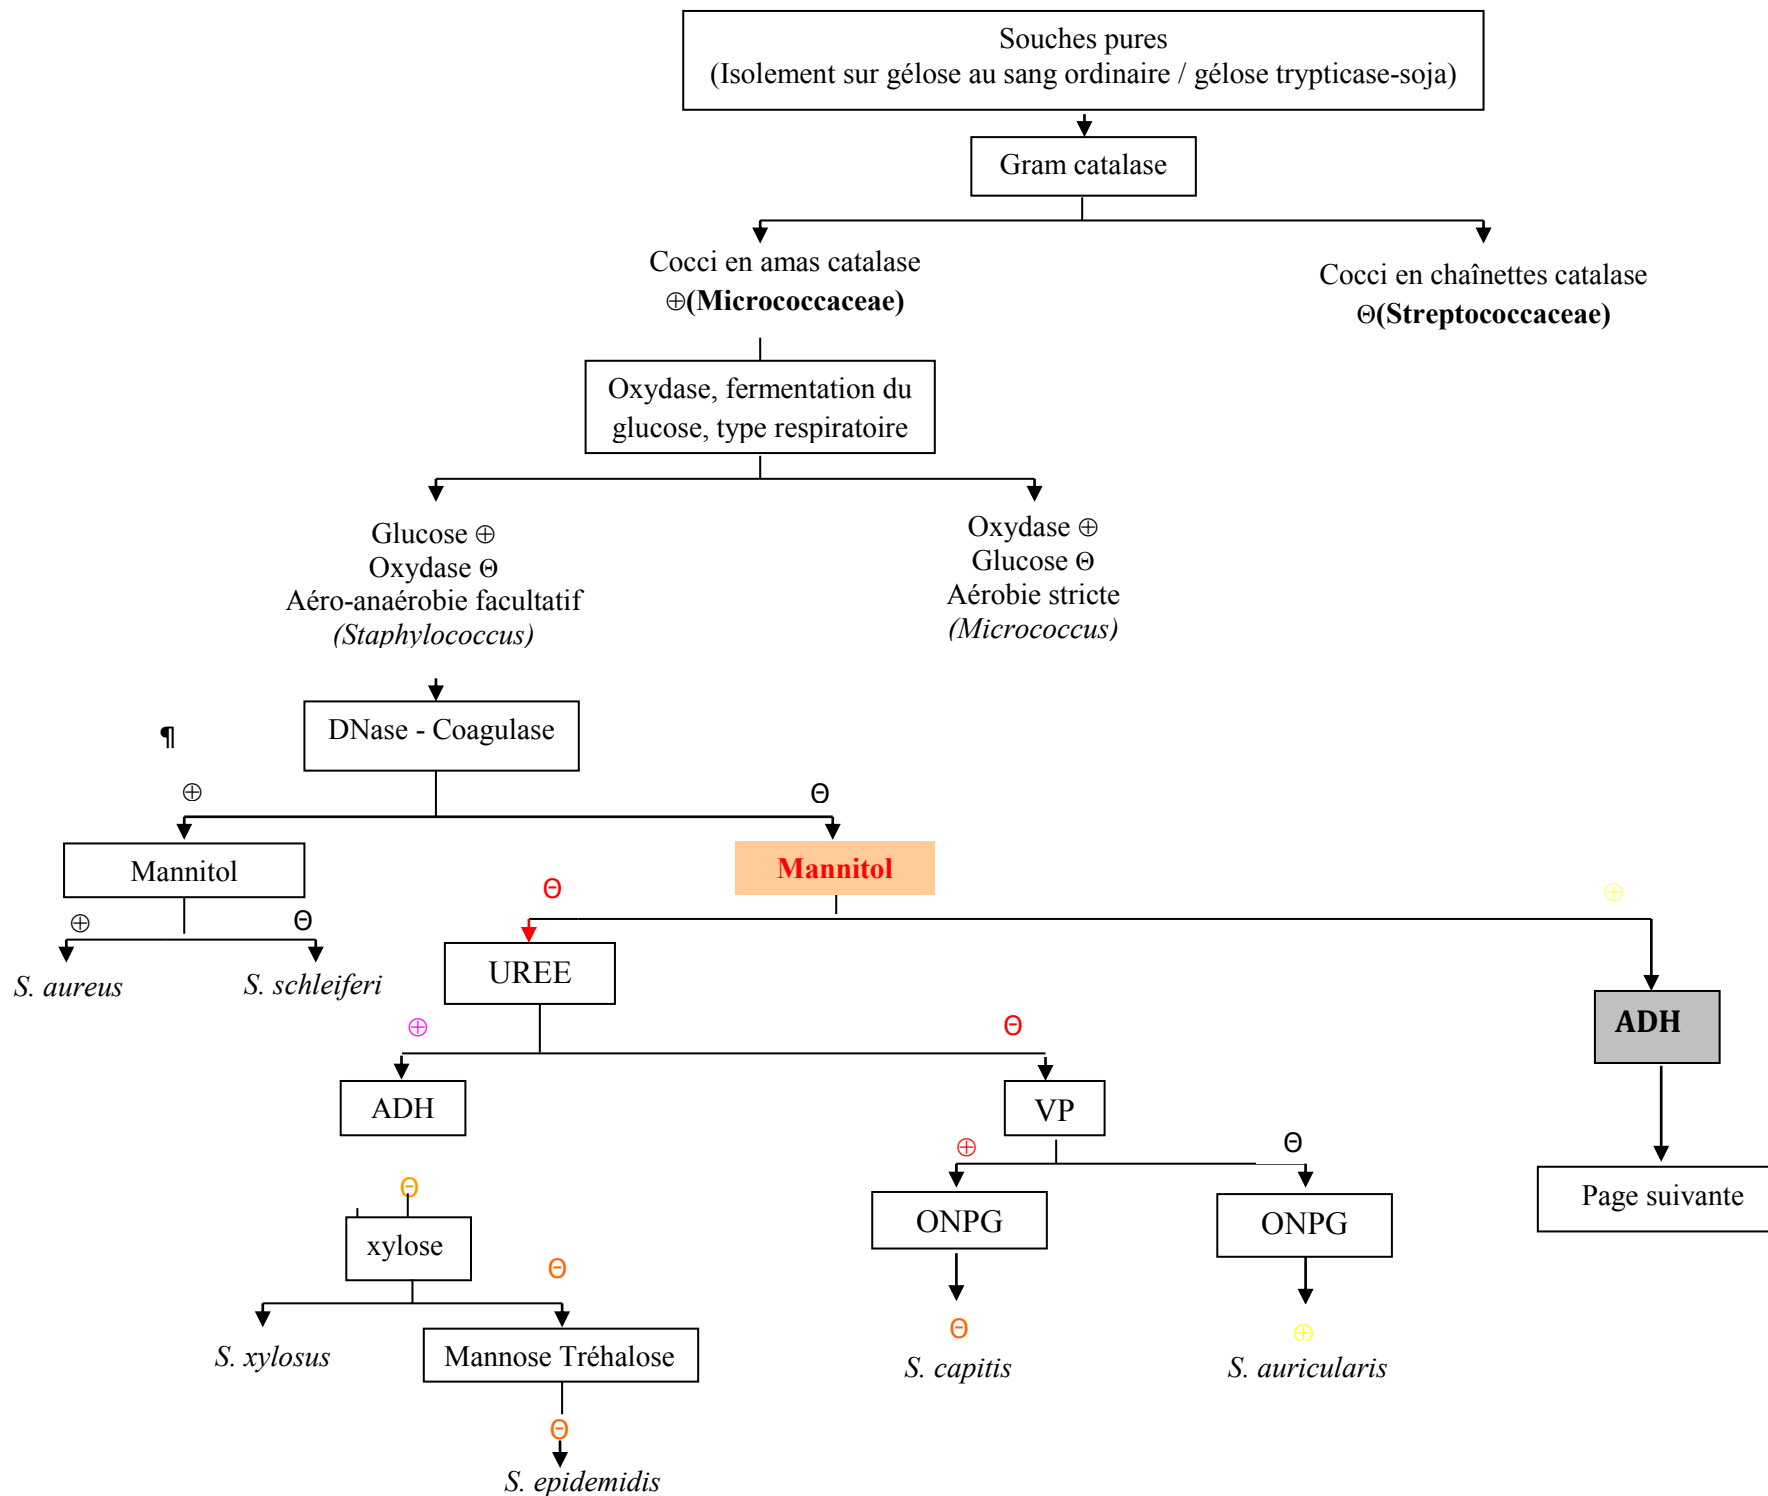 Souches pures
(Isolement sur gélose au sang ordinaire / gélose trypticase-soja)
Gram catalase
Cocci en amas catalase
⊕(Micrococcaceae)
Cocci en chaînettes catalase
Θ(Streptococcaceae)
Oxydase, fermentation du
glucose, type respiratoire
Glucose ⊕
Oxydase Θ
Aéro-anaérobie facultatif
(Staphylococcus)
Oxydase ⊕
Glucose Θ
Aérobie stricte
(Micrococcus)
DNase - Coagulase
¶
⊕
Θ
Mannitol
Mannitol
⊕
Θ
Θ
⊕
S. aureus
S. schleiferi
UREE
ADH
⊕
Θ
ADH
VP
⊕
Θ
Page suivante
Θ
xylose
ONPG
ONPG
Θ
S. xylosus
Mannose Tréhalose
Θ
⊕
S. capitis
S. auricularis
Θ
S. epidemidis